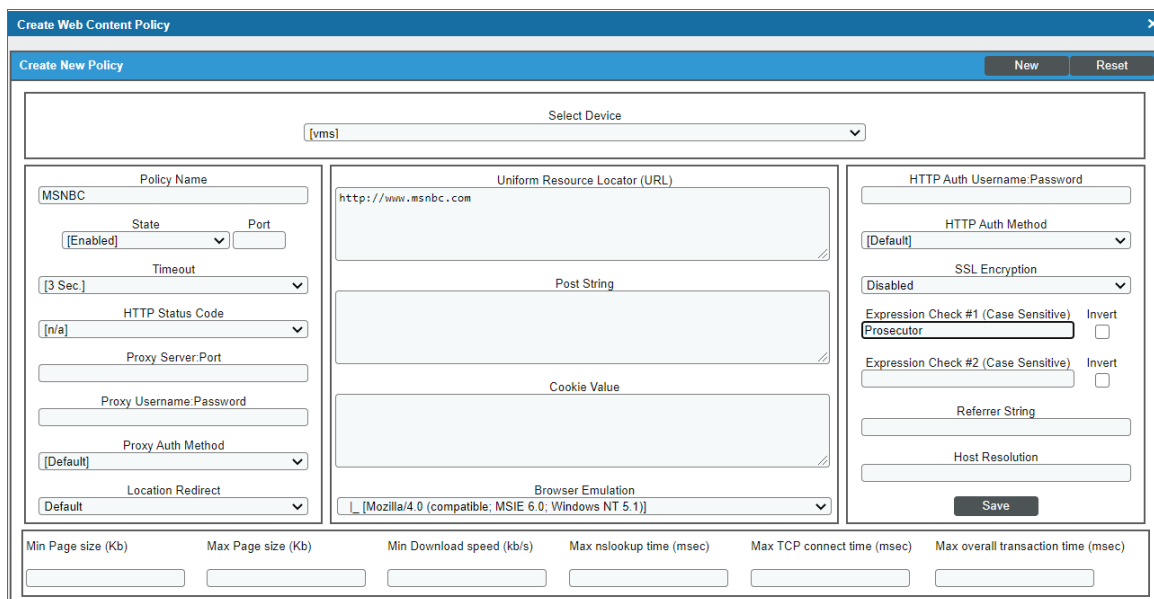 Create Web Content Policy
Create New Policy
New
Reset
Select Device
[vms]
Policy Name
MSNBC
State
Port
[Enabled]
Timeout
[3 Sec.]
HTTP Status Code
[n/a]
Proxy Server:Port
Proxy Username:Password
Proxy Auth Method
[Default]
Location Redirect
Default
Uniform Resource Locator (URL)
http://www.msnbc.com
Post String
Cookie Value
Browser Emulation
|_ [Mozilla/4.0 (compatible; MSIE 6.0; Windows NT 5.1)]
HTTP Auth Username:Password
HTTP Auth Method
[Default]
SSL Encryption
Disabled
Expression Check #1 (Case Sensitive)
Invert
Prosecutor
Expression Check #2 (Case Sensitive)
Invert
Referrer String
Host Resolution
Save
Min Page size (Kb)
Max Page size (Kb)
Min Download speed (kb/s)
Max nslookup time (msec)
Max TCP connect time (msec)
Max overall transaction time (msec)